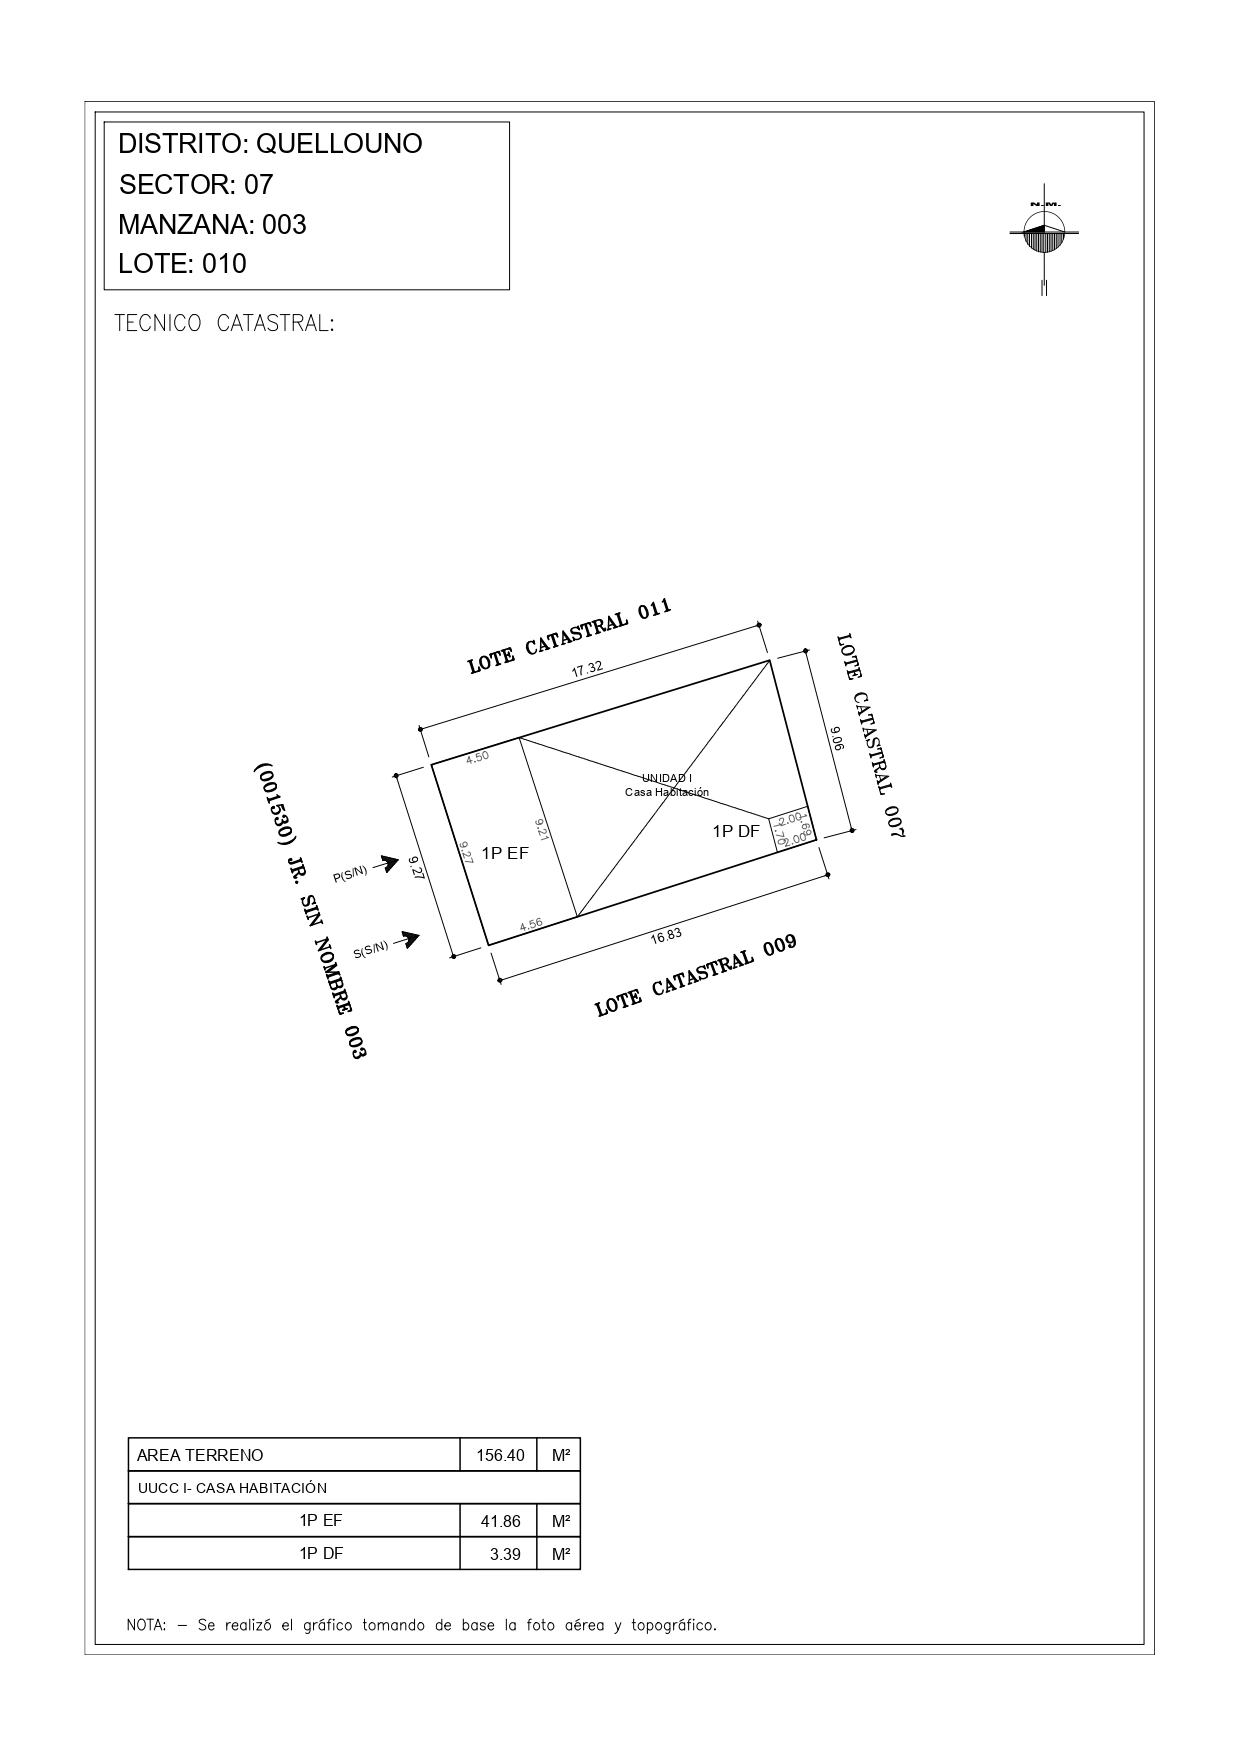 DISTRITO: QUELLOUNO
SECTOR: 07
MANZANA: 003
LOTE: 010
N.M.
TECNICO CATASTRAL:
LOTE CATASTRAL 011
17.32
LOTE CATASTRAL 007
9.06
4.50
UNIDAD I
Casa Habitación
(001530) JR. SIN NOMBRE 003
9.27
9.27
9.21
1P EF
1P DF
2.00
1.69
1.70
2.00
P(S/N)
S(S/N)
4.56
16.83
LOTE CATASTRAL 009
AREA TERRENO 156.40 M²
UUCC I- CASA HABITACIÓN
1P EF 41.86 M²
1P DF 3.39 M²
NOTA: – Se realizó el gráfico tomando de base la foto aérea y topográfico.